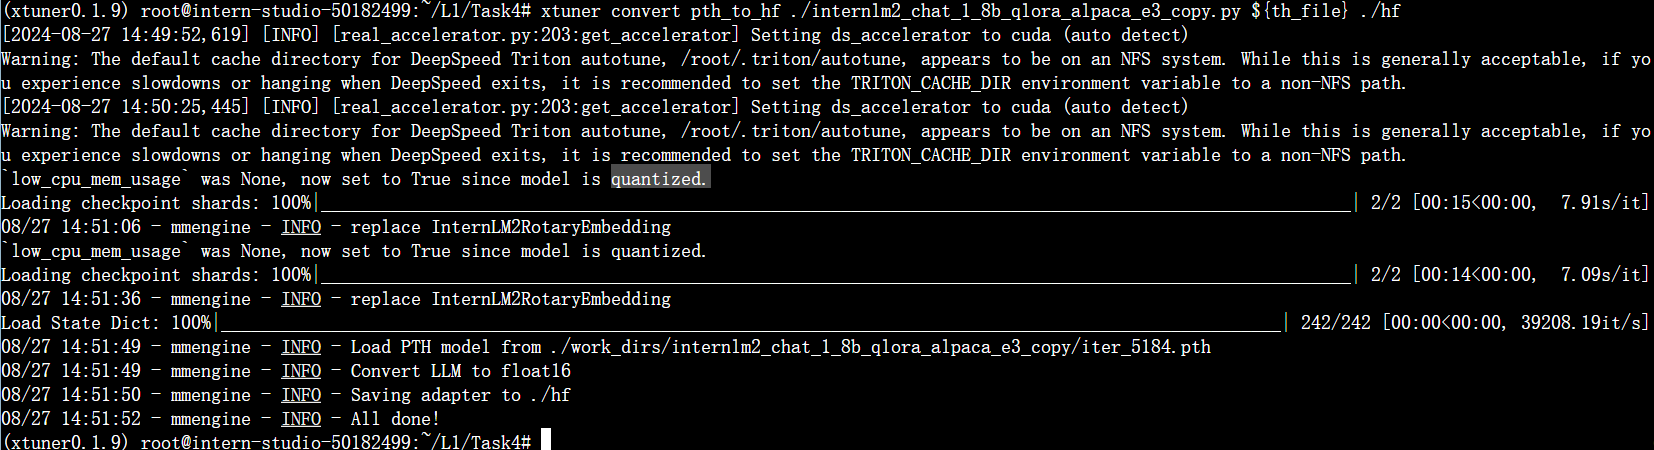 (xtuner0.1.9) root@intern-studio-50182499:~/L1/Task4# xtuner convert pth_to_hf ./internlm2_chat_1_8b_qlora_alpaca_e3_copy.py ${th_file} ./hf
[2024-08-27 14:49:52,619] [INFO] [real_accelerator.py:203:get_accelerator] Setting ds_accelerator to cuda (auto detect)
Warning: The default cache directory for DeepSpeed Triton autotune, /root/.triton/autotune, appears to be on an NFS system. While this is generally acceptable, if yo
u experience slowdowns or hanging when DeepSpeed exits, it is recommended to set the TRITON_CACHE_DIR environment variable to a non-NFS path.
[2024-08-27 14:50:25,445] [INFO] [real_accelerator.py:203:get_accelerator] Setting ds_accelerator to cuda (auto detect)
Warning: The default cache directory for DeepSpeed Triton autotune, /root/.triton/autotune, appears to be on an NFS system. While this is generally acceptable, if yo
u experience slowdowns or hanging when DeepSpeed exits, it is recommended to set the TRITON_CACHE_DIR environment variable to a non-NFS path.
`low_cpu_mem_usage` was None, now set to True since model is quantized.
Loading checkpoint shards: 100%|| 2/2 [00:15<00:00,  7.91s/it]
08/27 14:51:06 - mmengine - INFO - replace InternLM2RotaryEmbedding
`low_cpu_mem_usage` was None, now set to True since model is quantized.
Loading checkpoint shards: 100%|| 2/2 [00:14<00:00,  7.09s/it]
08/27 14:51:36 - mmengine - INFO - replace InternLM2RotaryEmbedding
Load State Dict: 100%|| 242/242 [00:00<00:00, 39208.19it/s]
08/27 14:51:49 - mmengine - INFO - Load PTH model from ./work_dirs/internlm2_chat_1_8b_qlora_alpaca_e3_copy/iter_5184.pth
08/27 14:51:49 - mmengine - INFO - Convert LLM to float16
08/27 14:51:50 - mmengine - INFO - Saving adapter to ./hf
08/27 14:51:52 - mmengine - INFO - All done!
(xtuner0.1.9) root@intern-studio-50182499:~/L1/Task4#